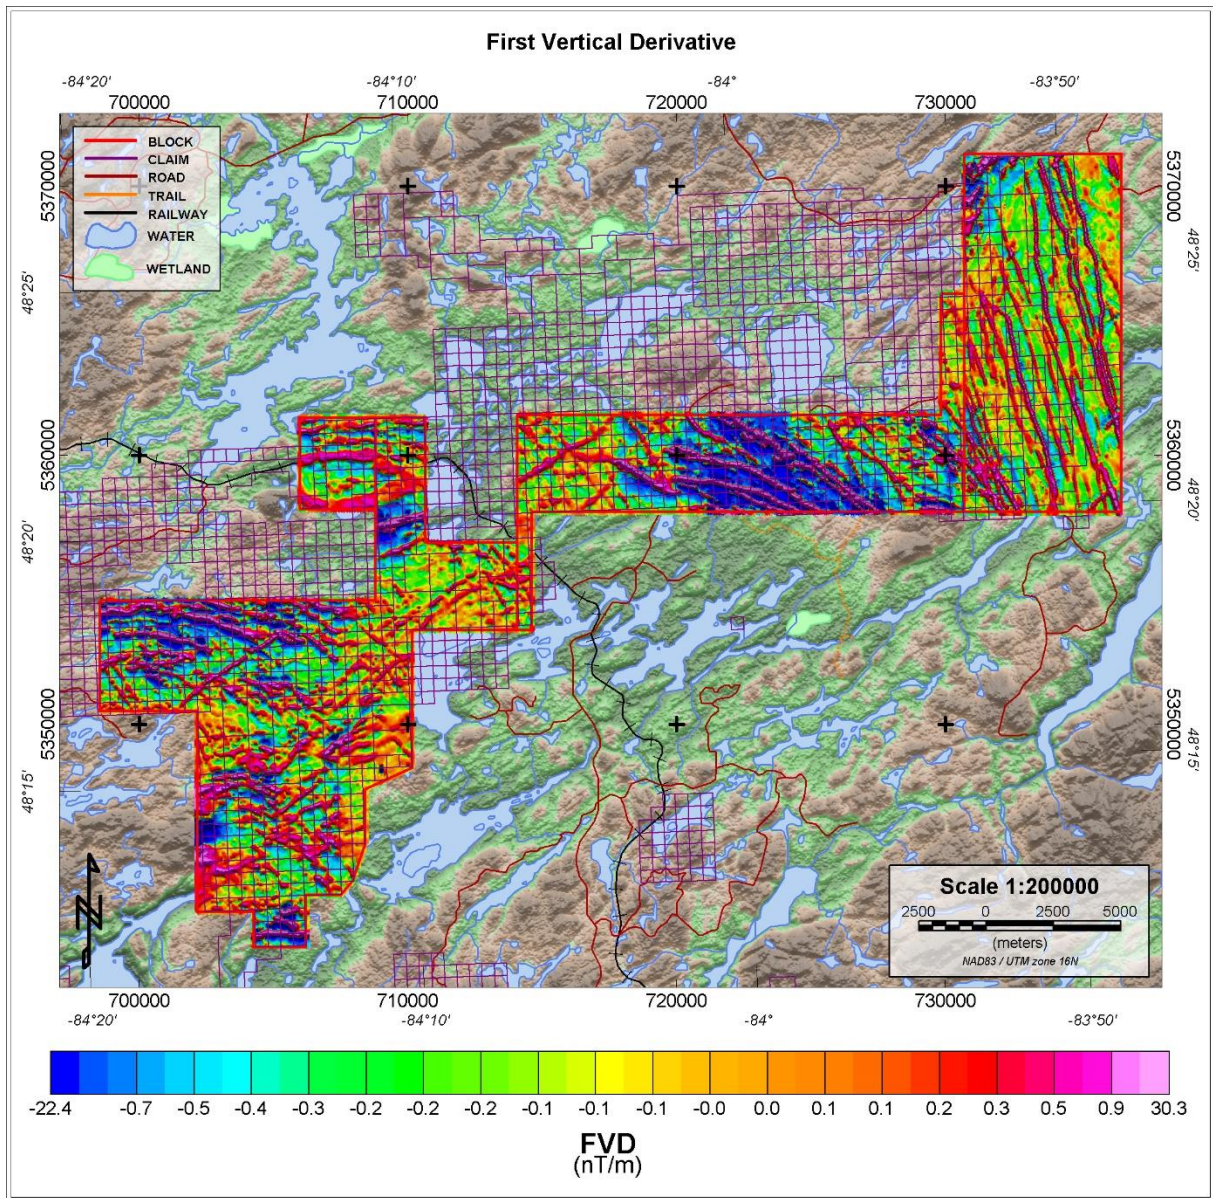 First Vertical Derivative
-84°20' -84°10' -84° -83°50'
700000 710000 720000 730000
BLOCK
CLAIM
ROAD
TRAIL
RAILWAY
WATER
WETLAND
5370000 5370000
48°25' 48°25'
5360000 5360000
48°20' 48°20'
5350000 5350000
48°15' 48°15'
N
Scale 1:200000
2500 0 2500 5000
(meters)
NAD83 / UTM zone 16N
700000 710000 720000 730000
-84°20' -84°10' -84° -83°50'
-22.4 -0.7 -0.5 -0.4 -0.3 -0.2 -0.2 -0.2 -0.1 -0.1 -0.1 -0.0 0.0 0.1 0.1 0.2 0.3 0.5 0.9 30.3
FVD
(nT/m)